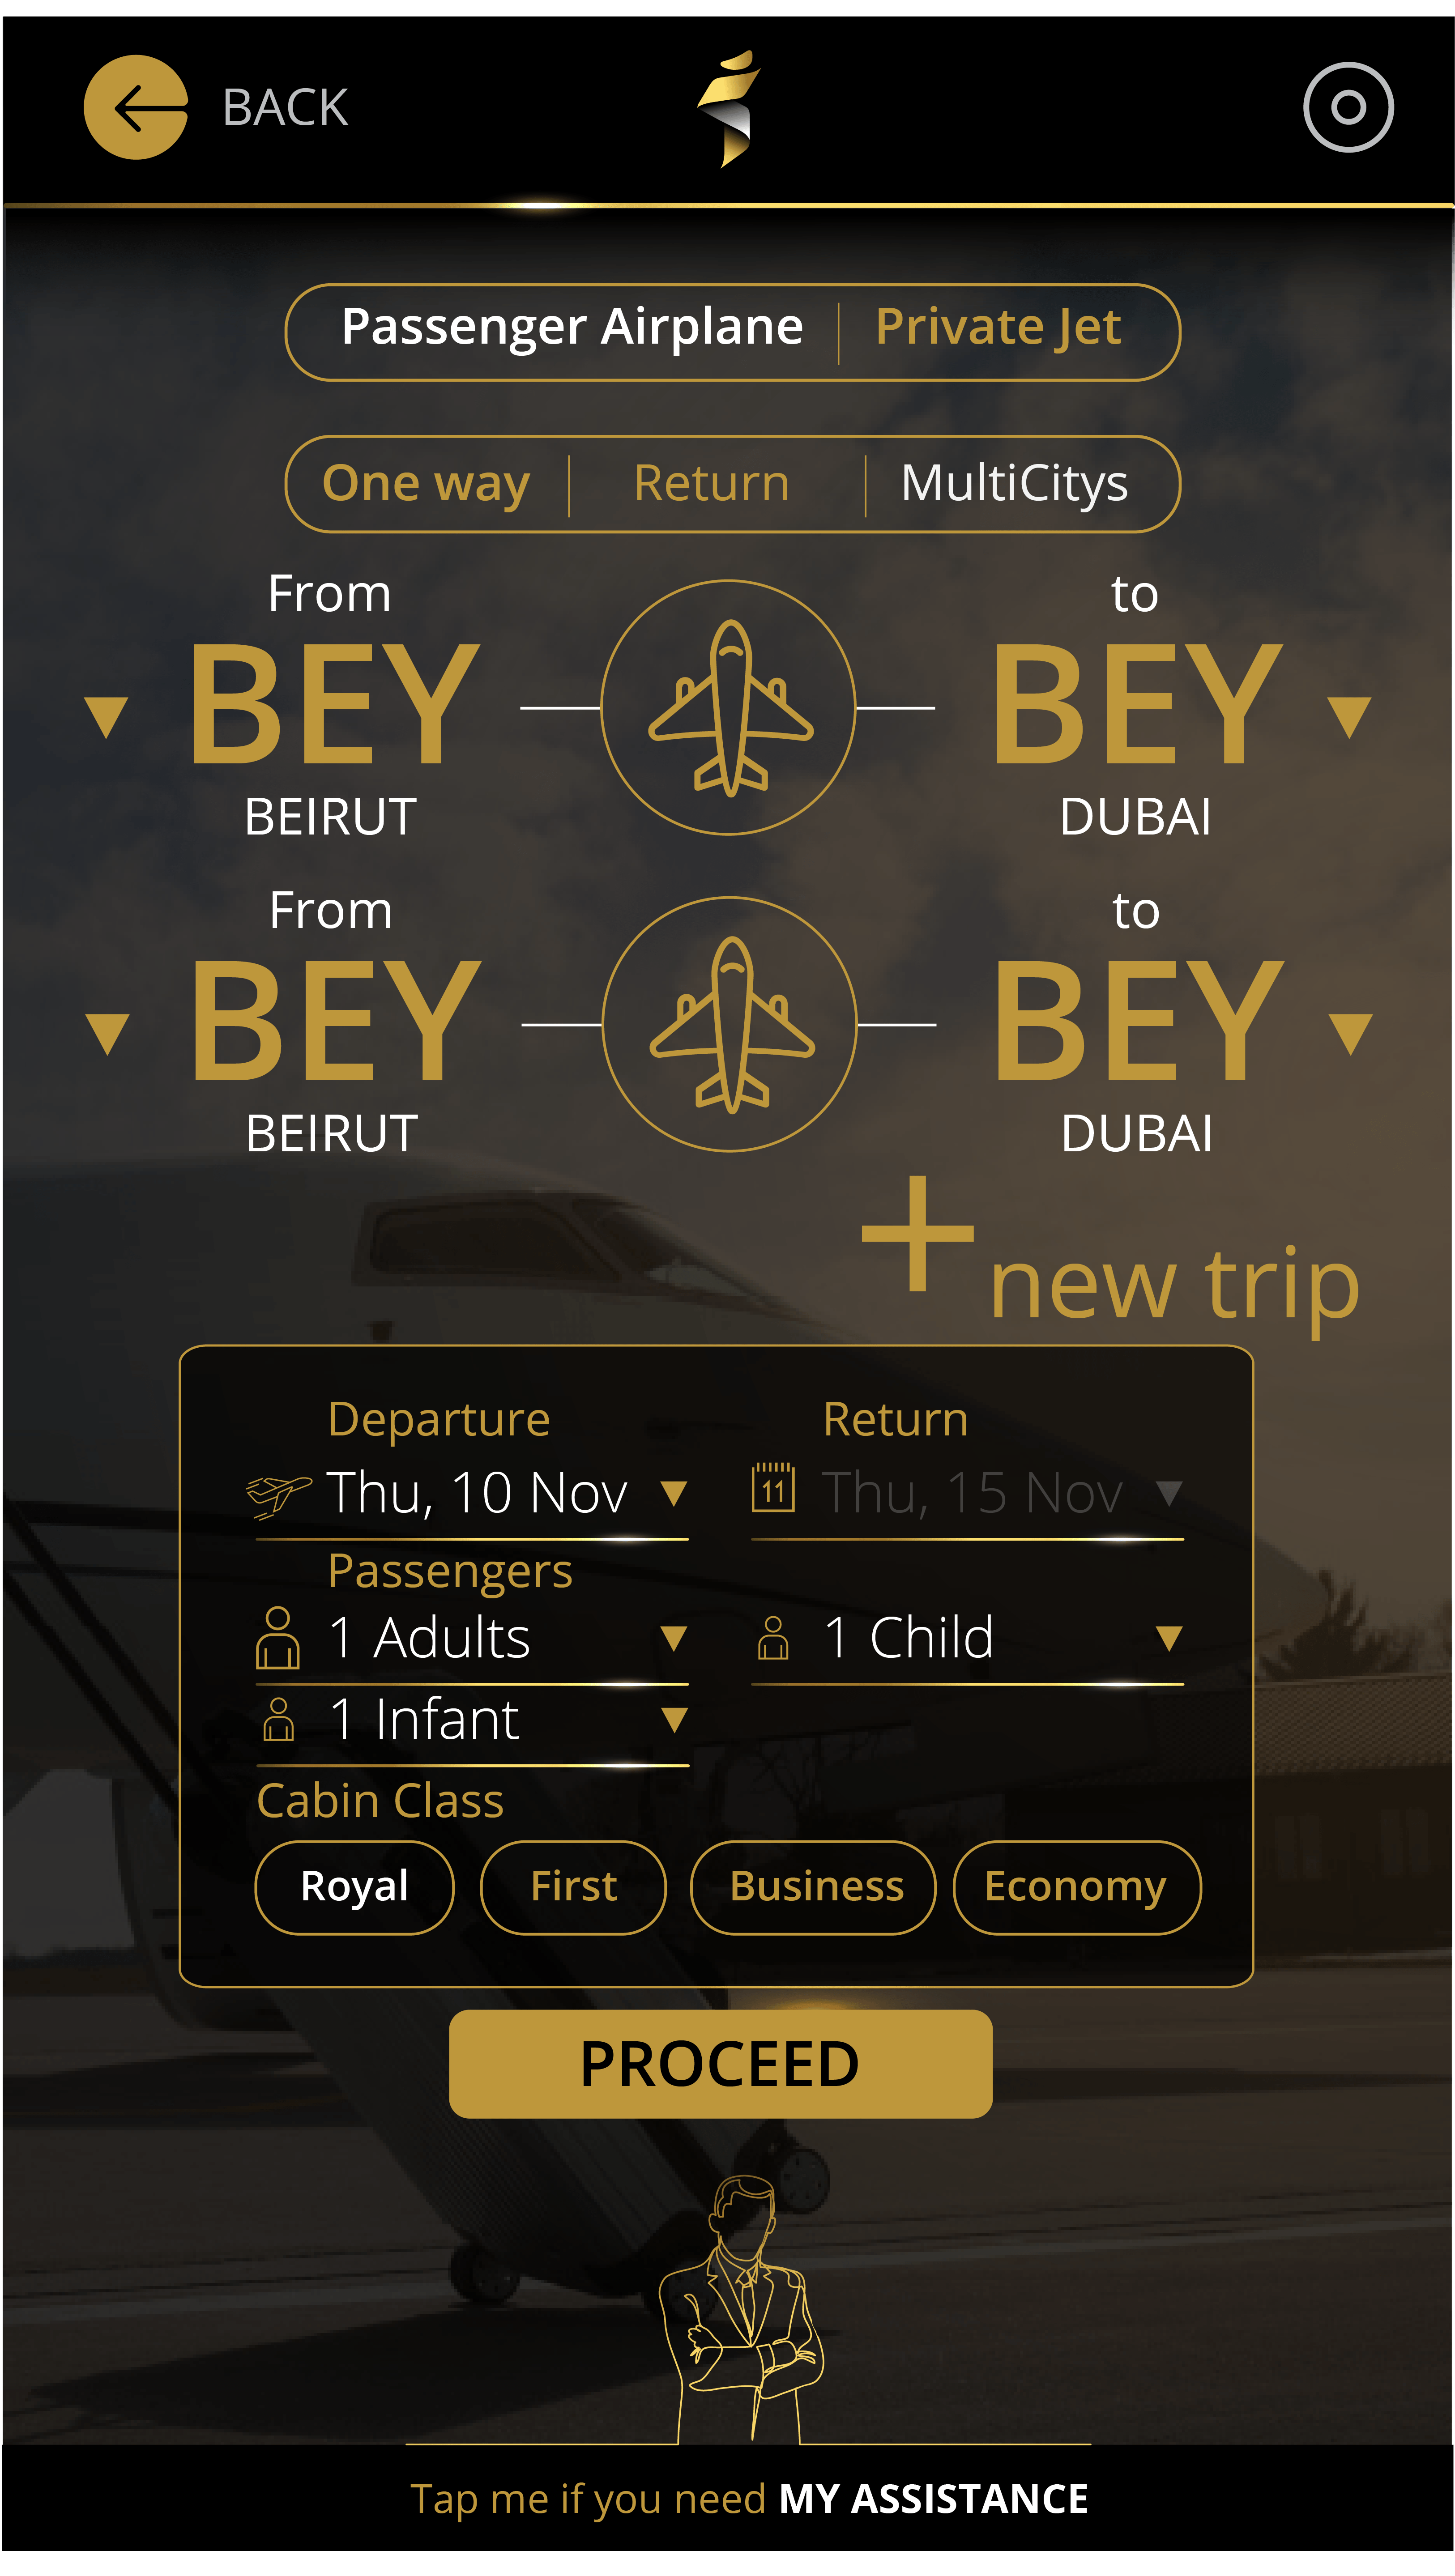 BACK
Passenger Airplane Private Jet
One way Return MultiCitys
From to
BEY BEY
BEIRUT DUBAI
From to
BEY BEY
BEIRUT DUBAI
+ new trip
Departure Return
Thu, 10 Nov 11 Thu, 15 Nov
Passengers
1 Adults 1 Child
1 Infant
Cabin Class
Royal First Business Economy
PROCEED
Tap me if you need MY ASSISTANCE